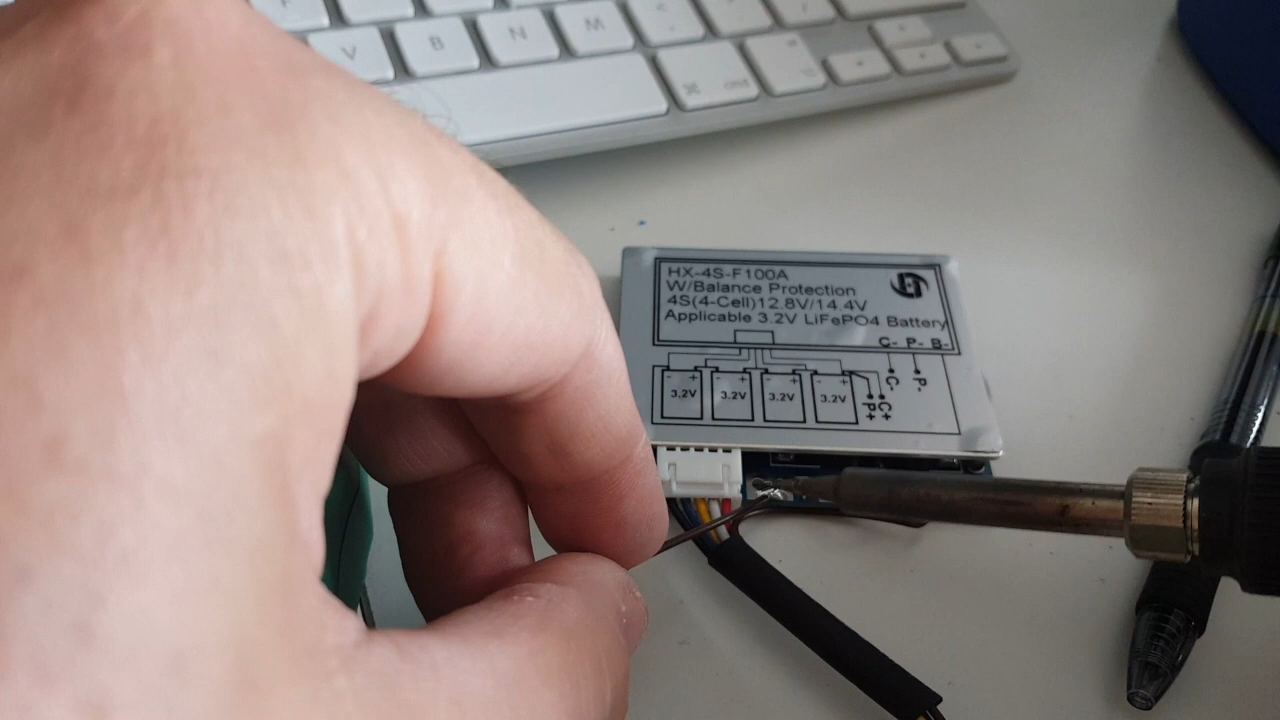 V B N M
cmd
HX-4S-F100A
W/Balance Protection
4S(4-Cell)12.8V/14.4V
Applicable 3.2V LiFePO4 Battery
C- P- B-
- + - + - + - +
3.2V 3.2V 3.2V 3.2V
P+ C+ C- P-